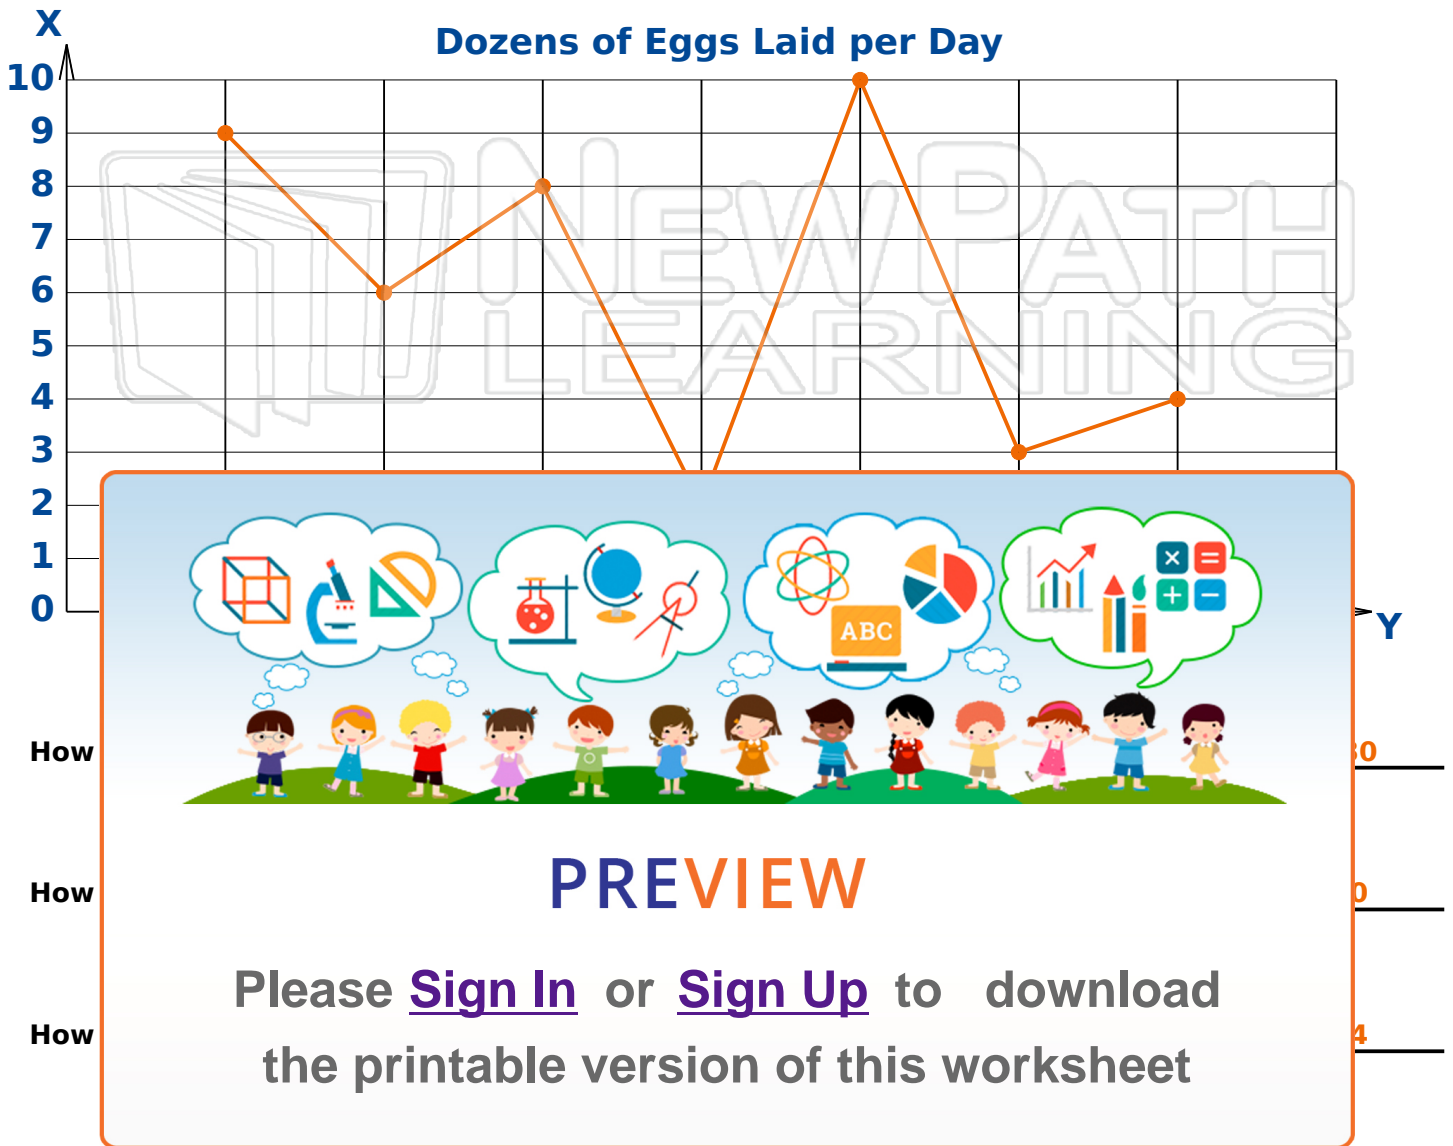 X
Dozens of Eggs Laid per Day
10
9
8
7
6
5
4
3
2
1
0
Y
NEWPATH
LEARNING
ABC
How
How
How
PREVIEW
Please Sign In or Sign Up to download
the printable version of this worksheet